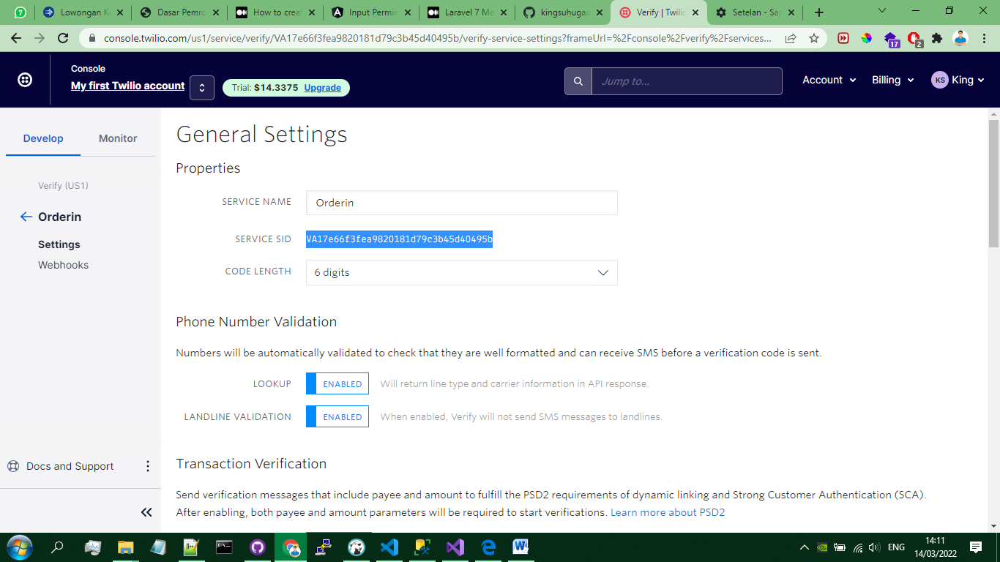 7
Lowongan K
Dasar Pemro
How to creat
Input Permin
Laravel 7 Me
kingsuhugau
Verify | Twilio
Setelan - Sa
console.twilio.com/us1/service/verify/VA17e66f3fea9820181d79c3b45d40495b/verify-service-settings?frameUrl=%2Fconsole%2Fverify%2Fservices...
17
2
Console
My first Twilio account
Trial: $14.3375 Upgrade
Jump to...
Account
Billing
KS King
Develop
Monitor
Verify (US1)
Orderin
Settings
Webhooks
Docs and Support
General Settings
Properties
SERVICE NAME Orderin
SERVICE SID VA17e66f3fea9820181d79c3b45d40495b
CODE LENGTH 6 digits
Phone Number Validation
Numbers will be automatically validated to check that they are well formatted and can receive SMS before a verification code is sent.
LOOKUP ENABLED Will return line type and carrier information in API response.
LANDLINE VALIDATION ENABLED When enabled, Verify will not send SMS messages to landlines.
Transaction Verification
Send verification messages that include payee and amount to fulfill the PSD2 requirements of dynamic linking and Strong Customer Authentication (SCA).
After enabling, both payee and amount parameters will be required to start verifications. Learn more about PSD2
ENG
14:11
14/03/2022